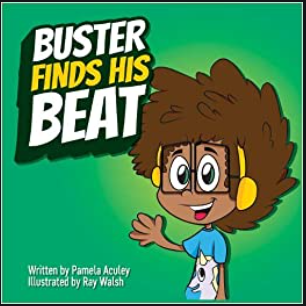 BUSTER
FINDS HIS
BEAT
Written by Pamela Aculey
Illustrated by Ray Walsh